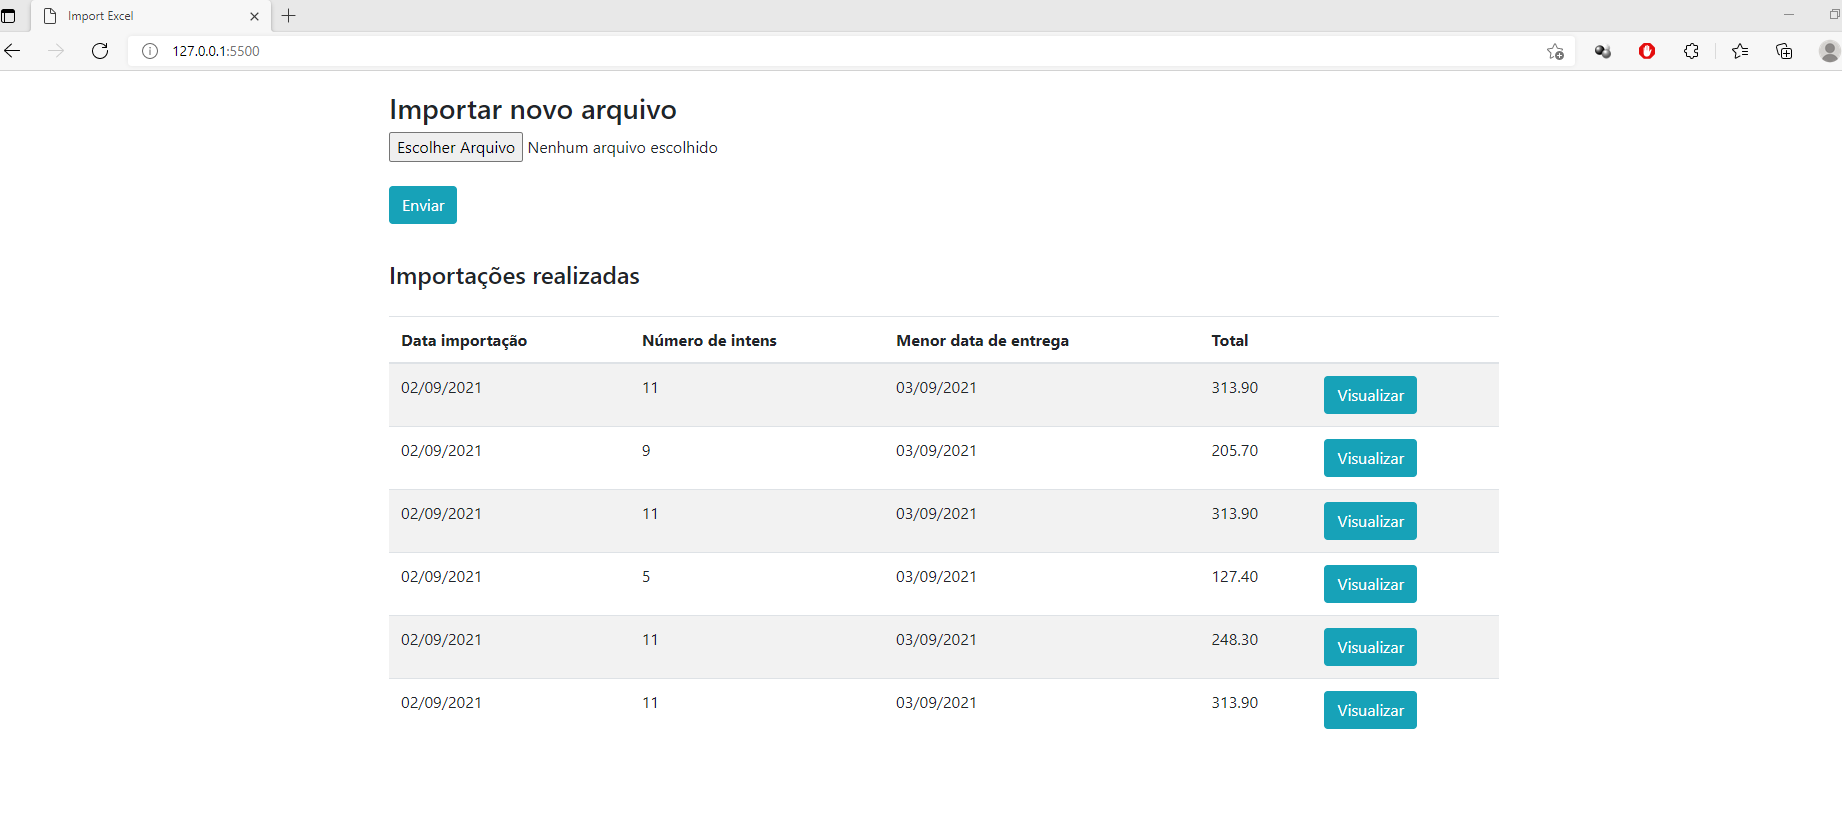 Import Excel
127.0.0.1:5500
Importar novo arquivo
Escolher Arquivo Nenhum arquivo escolhido
Enviar
Importações realizadas
Data importação Número de intens Menor data de entrega Total
02/09/2021 11 03/09/2021 313.90 Visualizar
02/09/2021 9 03/09/2021 205.70 Visualizar
02/09/2021 11 03/09/2021 313.90 Visualizar
02/09/2021 5 03/09/2021 127.40 Visualizar
02/09/2021 11 03/09/2021 248.30 Visualizar
02/09/2021 11 03/09/2021 313.90 Visualizar